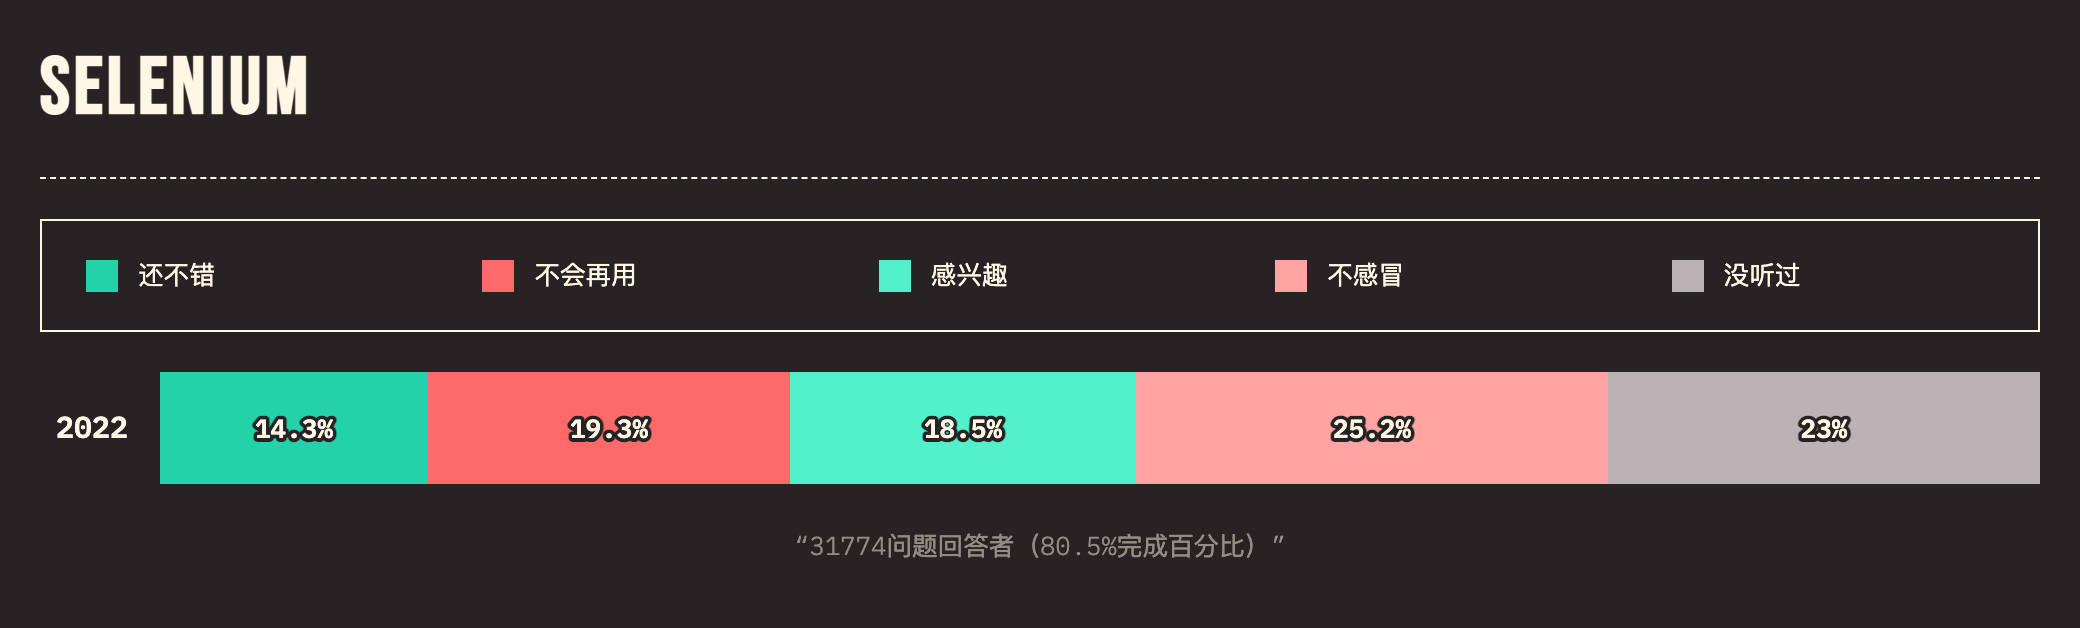 SELENIUM
还不错 不会再用 感兴趣 不感冒 没听过
2022 14.3% 19.3% 18.5% 25.2% 23%
“31774问题回答者（80.5%完成百分比）”